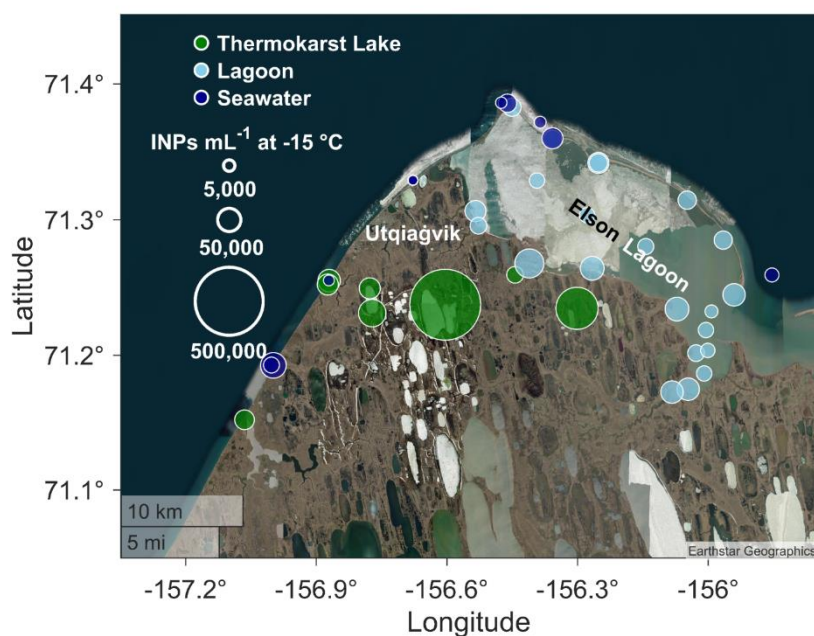 Thermokarst Lake
Lagoon
Seawater
INPs mL⁻¹ at -15 °C
5,000
50,000
500,000
Utqiaġvik
Elson Lagoon
71.4°
71.3°
71.2°
71.1°
Latitude
10 km
5 mi
Earthstar Geographics
-157.2° -156.9° -156.6° -156.3° -156°
Longitude